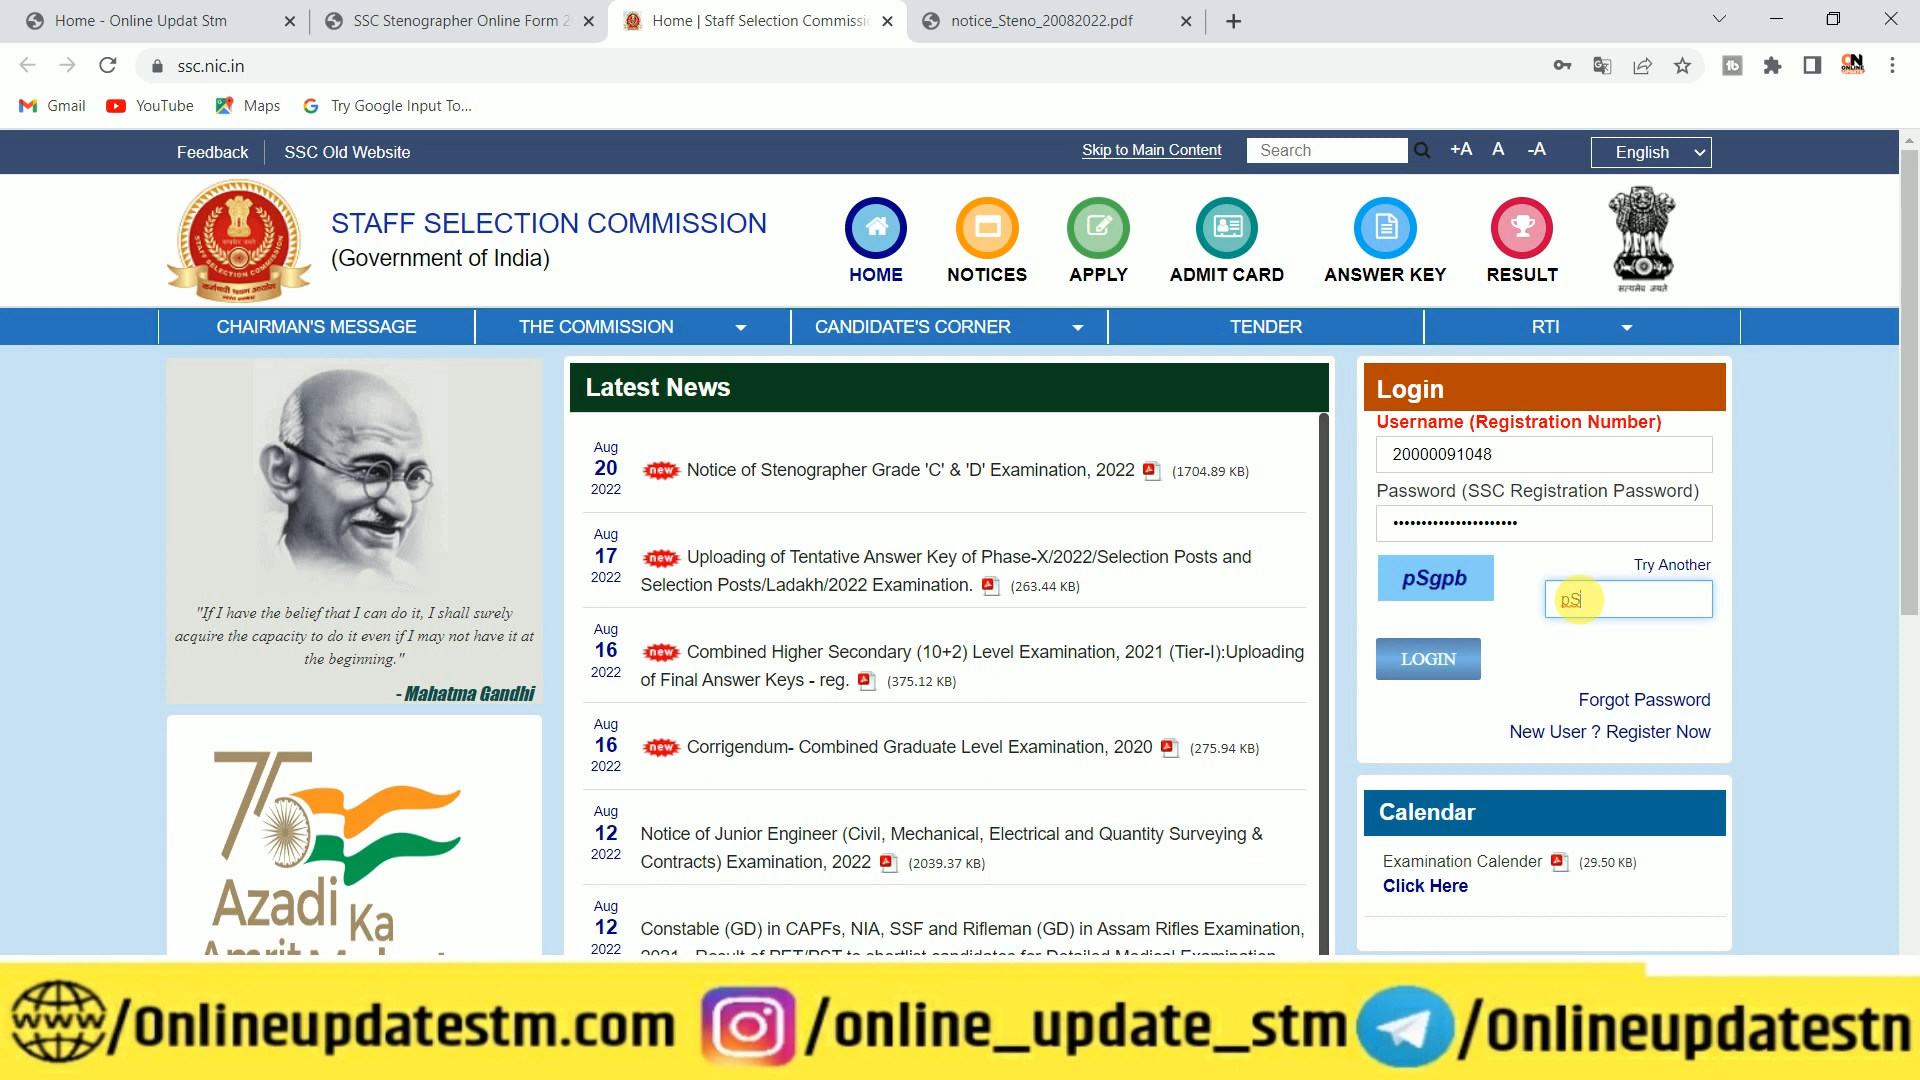 Home - Online Updat Stm
SSC Stenographer Online Form 2
Home | Staff Selection Commissi
notice_Steno_20082022.pdf
ssc.nic.in
Gmail
YouTube
Maps
Try Google Input To...
Feedback
SSC Old Website
Skip to Main Content
Search
+A A -A
English
STAFF SELECTION COMMISSION
(Government of India)
HOME
NOTICES
APPLY
ADMIT CARD
ANSWER KEY
RESULT
सत्यमेव जयते
CHAIRMAN'S MESSAGE
THE COMMISSION
CANDIDATE'S CORNER
TENDER
RTI
"If I have the belief that I can do it, I shall surely
acquire the capacity to do it even if I may not have it at
the beginning."
- Mahatma Gandhi
75
Azadi Ka
Latest News
Aug
20
2022
new Notice of Stenographer Grade 'C' & 'D' Examination, 2022 (1704.89 KB)
Aug
17
2022
new Uploading of Tentative Answer Key of Phase-X/2022/Selection Posts and
Selection Posts/Ladakh/2022 Examination. (263.44 KB)
Aug
16
2022
new Combined Higher Secondary (10+2) Level Examination, 2021 (Tier-I):Uploading
of Final Answer Keys - reg. (375.12 KB)
Aug
16
2022
new Corrigendum- Combined Graduate Level Examination, 2020 (275.94 KB)
Aug
12
2022
Notice of Junior Engineer (Civil, Mechanical, Electrical and Quantity Surveying &
Contracts) Examination, 2022 (2039.37 KB)
Aug
12
2022
Constable (GD) in CAPFs, NIA, SSF and Rifleman (GD) in Assam Rifles Examination,
Login
Username (Registration Number)
20000091048
Password (SSC Registration Password)
••••••••••••••••••••••
pSgpb
Try Another
pS
LOGIN
Forgot Password
New User ? Register Now
Calendar
Examination Calender (29.50 KB)
Click Here
www/Onlineupdatestm.com
/online_update_stm
/Onlineupdatestn